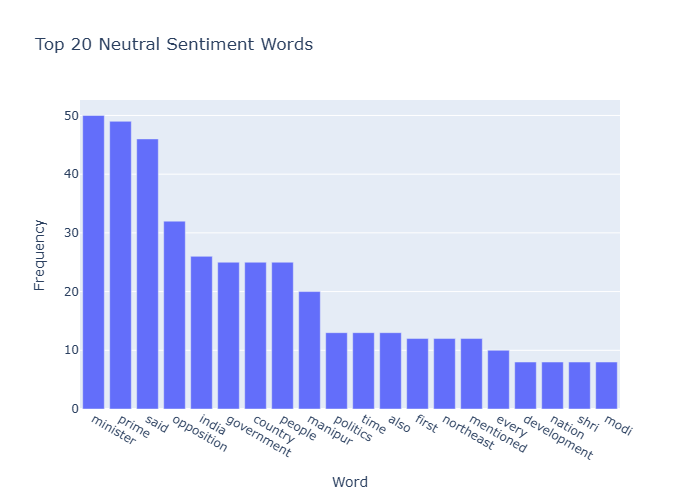 Top 20 Neutral Sentiment Words
Frequency
50
40
30
20
10
0
minister
prime
said
opposition
india
government
country
people
manipur
politics
time
also
first
northeast
mentioned
every
development
nation
shri
modi
Word